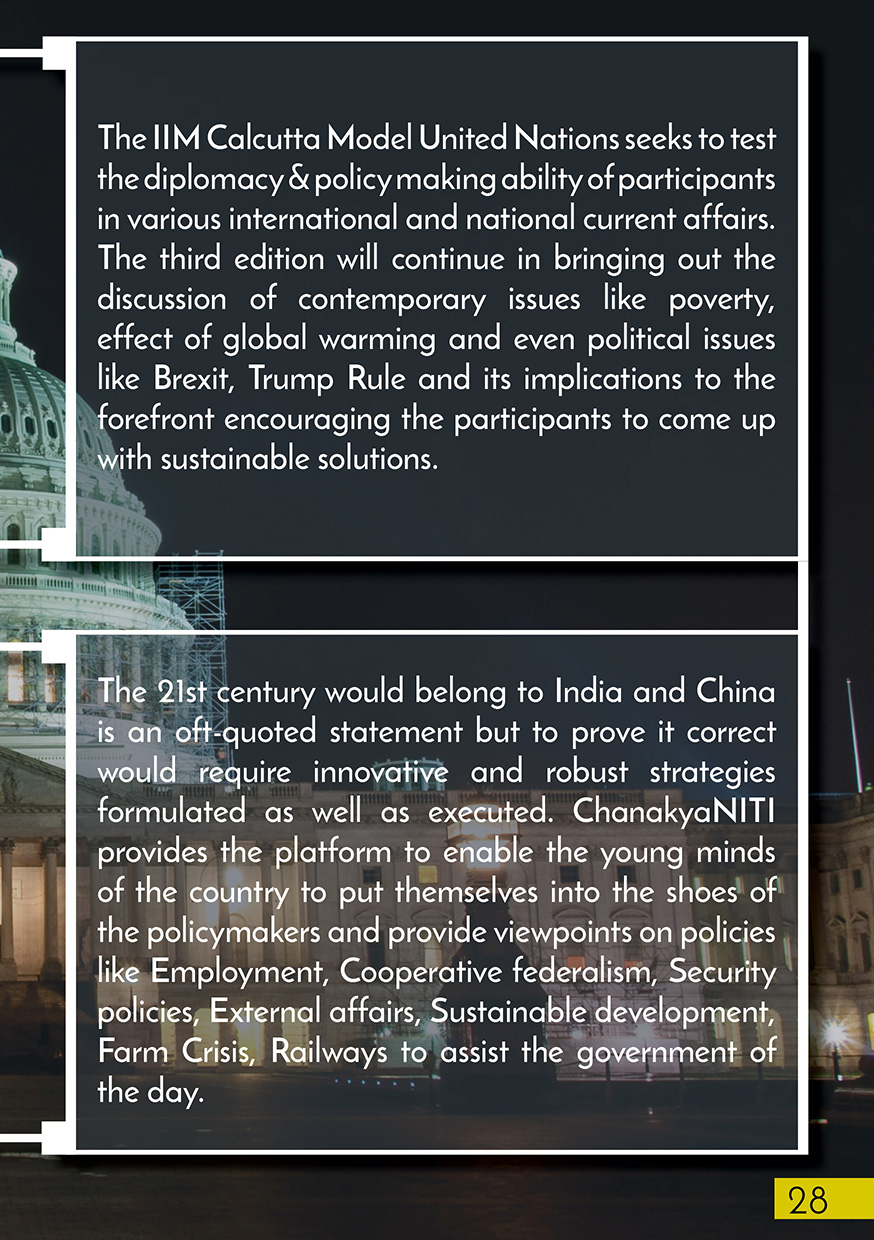 The IIM Calcutta Model United Nations seeks to test
the diplomacy & policy making ability of participants
in various international and national current affairs.
The third edition will continue in bringing out the
discussion of contemporary issues like poverty,
effect of global warming and even political issues
like Brexit, Trump Rule and its implications to the
forefront encouraging the participants to come up
with sustainable solutions.
The 21st century would belong to India and China
is an oft-quoted statement but to prove it correct
would require innovative and robust strategies
formulated as well as executed. ChanakyaNITI
provides the platform to enable the young minds
of the country to put themselves into the shoes of
the policymakers and provide viewpoints on policies
like Employment, Cooperative federalism, Security
policies, External affairs, Sustainable development,
Farm Crisis, Railways to assist the government of
the day.
28